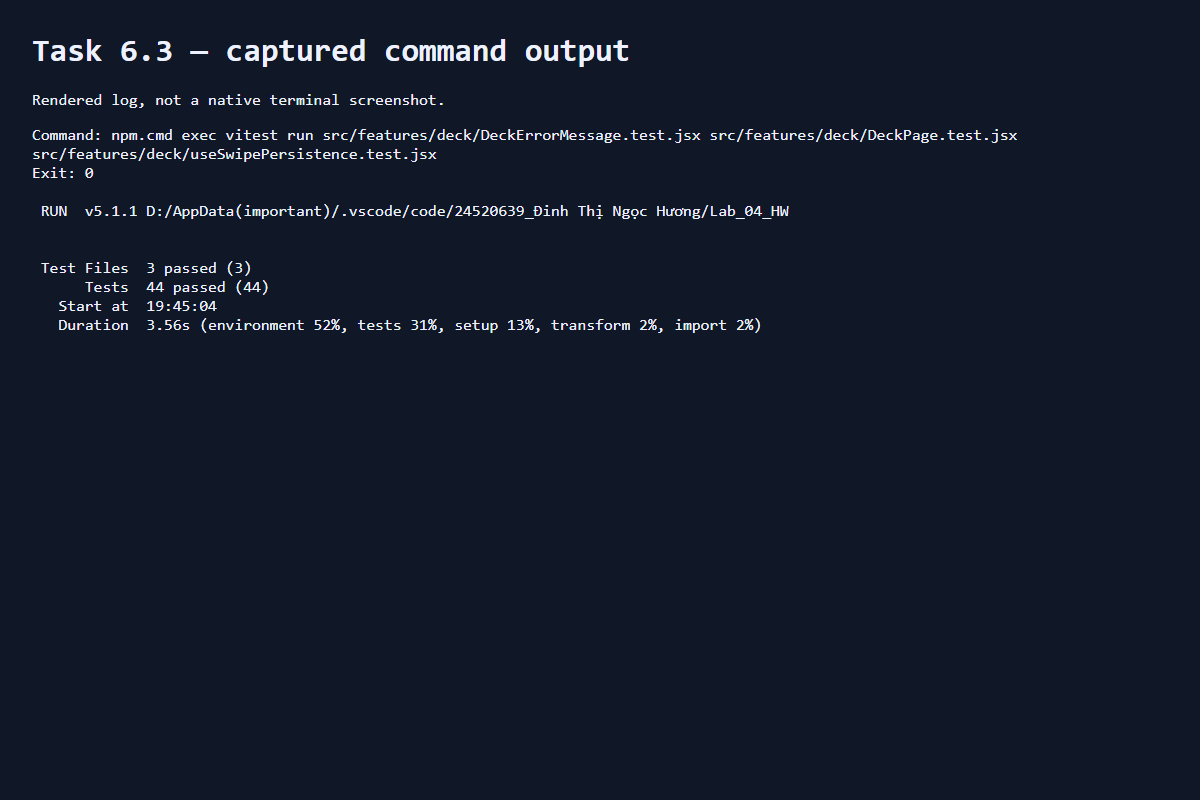 Task 6.3 — captured command output
Rendered log, not a native terminal screenshot.
Command: npm.cmd exec vitest run src/features/deck/DeckErrorMessage.test.jsx src/features/deck/DeckPage.test.jsx
src/features/deck/useSwipePersistence.test.jsx
Exit: 0
RUN  v5.1.1 D:/AppData(important)/.vscode/code/24520639_Đinh Thị Ngọc Hương/Lab_04_HW
Test Files  3 passed (3)
Tests  44 passed (44)
Start at  19:45:04
Duration  3.56s (environment 52%, tests 31%, setup 13%, transform 2%, import 2%)